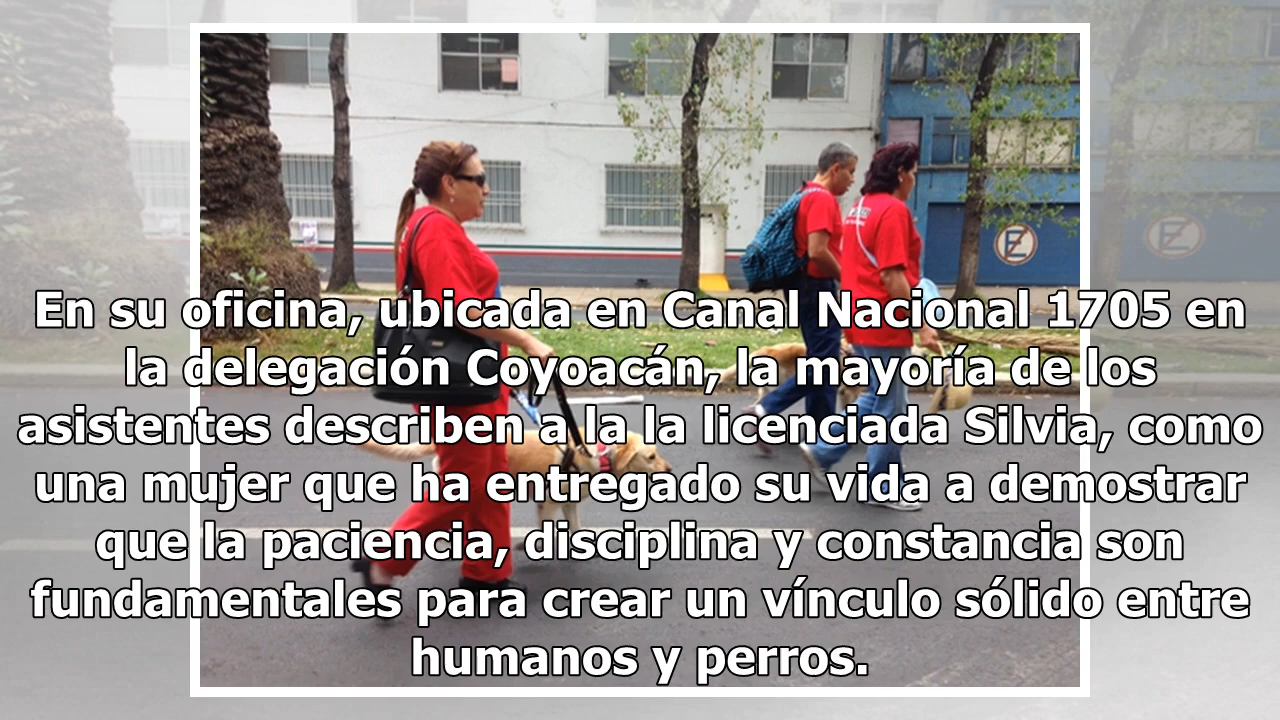 En su oficina, ubicada en Canal Nacional 1705 en
la delegación Coyoacán, la mayoría de los
asistentes describen a la la licenciada Silvia, como
una mujer que ha entregado su vida a demostrar
que la paciencia, disciplina y constancia son
fundamentales para crear un vínculo sólido entre
humanos y perros.
E
E